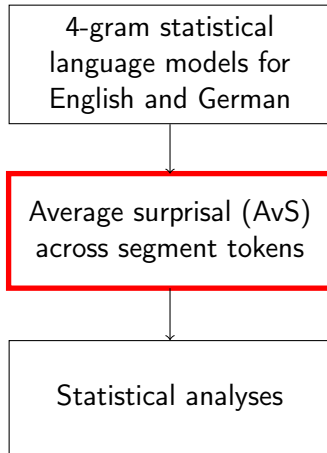 4-gram statistical
language models for
English and German
Average surprisal (AvS)
across segment tokens
Statistical analyses